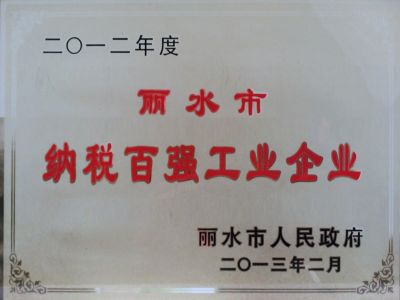 二〇一二年度
丽水市
纳税百强工业企业
丽水市人民政府
二〇一三年二月